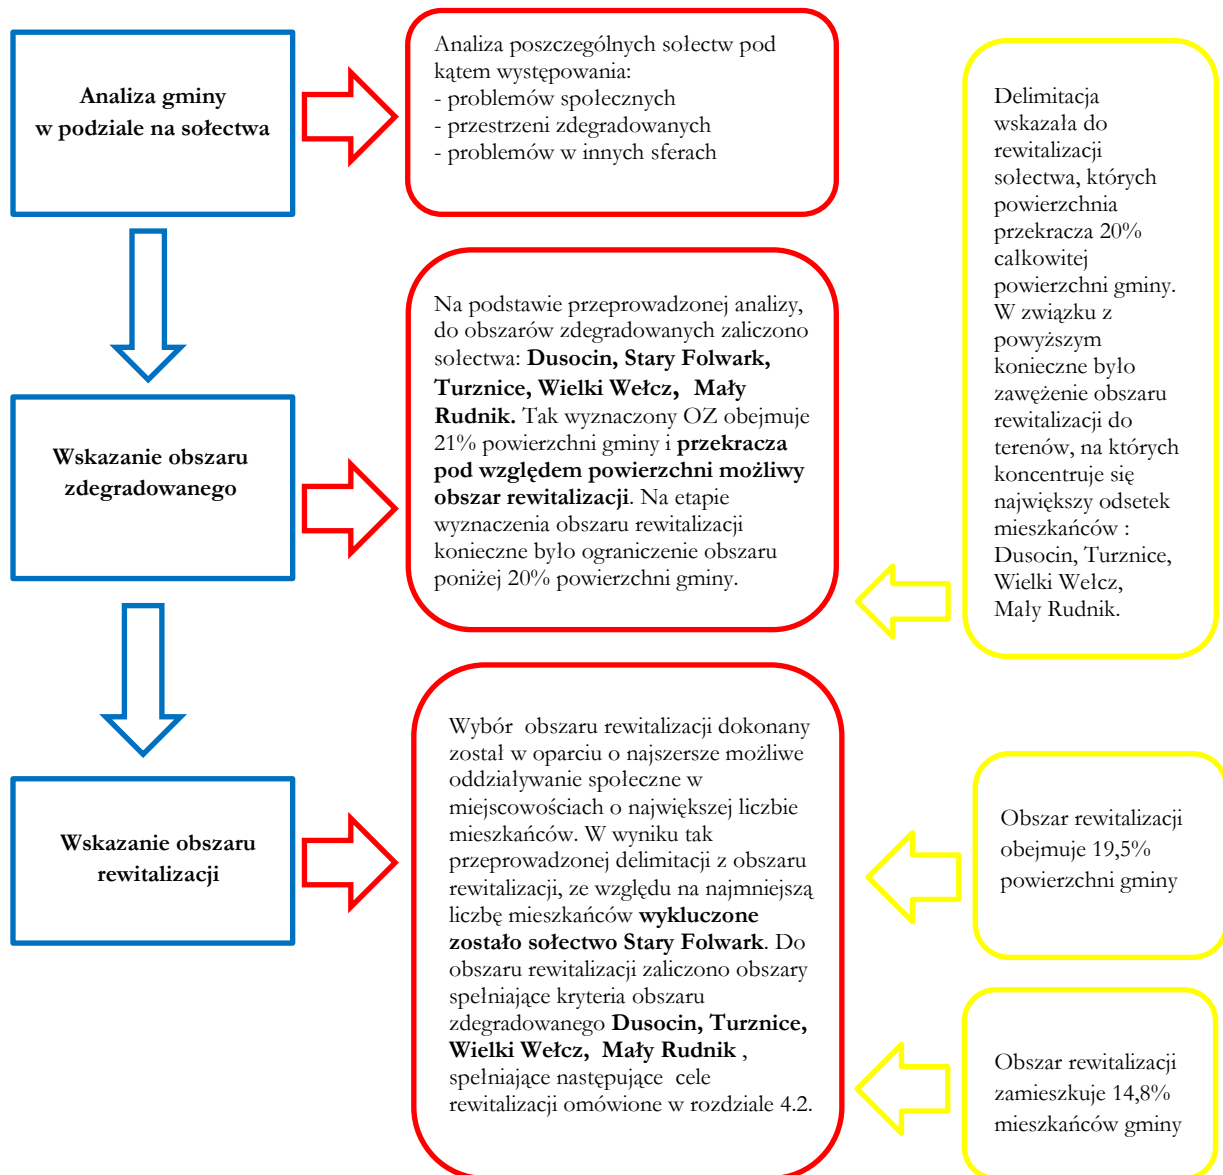 Analiza gminy
w podziale na sołectwa
Analiza poszczególnych sołectw pod
kątem występowania:
- problemów społecznych
- przestrzeni zdegradowanych
- problemów w innych sferach
Delimitacja
wskazała do
rewitalizacji
sołectwa, których
powierzchnia
przekracza 20%
całkowitej
powierzchni gminy.
W związku z
powyższym
konieczne było
zawężenie obszaru
rewitalizacji do
terenów, na których
koncentruje się
największy odsetek
mieszkańców :
Dusocin, Turznice,
Wielki Wełcz,
Mały Rudnik.
Wskazanie obszaru
zdegradowanego
Na podstawie przeprowadzonej analizy,
do obszarów zdegradowanych zaliczono
sołectwa: Dusocin, Stary Folwark,
Turznice, Wielki Wełcz, Mały
Rudnik. Tak wyznaczony OZ obejmuje
21% powierzchni gminy i przekracza
pod względem powierzchni możliwy
obszar rewitalizacji. Na etapie
wyznaczenia obszaru rewitalizacji
konieczne było ograniczenie obszaru
poniżej 20% powierzchni gminy.
Wskazanie obszaru
rewitalizacji
Wybór obszaru rewitalizacji dokonany
został w oparciu o najszersze możliwe
oddziaływanie społeczne w
miejscowościach o największej liczbie
mieszkańców. W wyniku tak
przeprowadzonej delimitacji z obszaru
rewitalizacji, ze względu na najmniejszą
liczbę mieszkańców wykluczone
zostało sołectwo Stary Folwark. Do
obszaru rewitalizacji zaliczono obszary
spełniające kryteria obszaru
zdegradowanego Dusocin, Turznice,
Wielki Wełcz, Mały Rudnik ,
spełniające następujące cele
rewitalizacji omówione w rozdziale 4.2.
Obszar rewitalizacji
obejmuje 19,5%
powierzchni gminy
Obszar rewitalizacji
zamieszkuje 14,8%
mieszkańców gminy